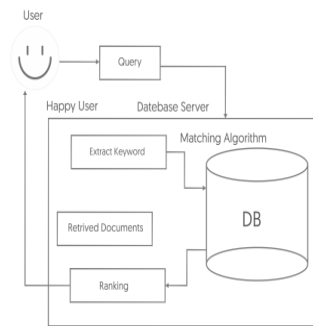 User
Query
Happy User
Datebase Server
Matching Algorithm
Extract Keyword
DB
Retrived Documents
Ranking